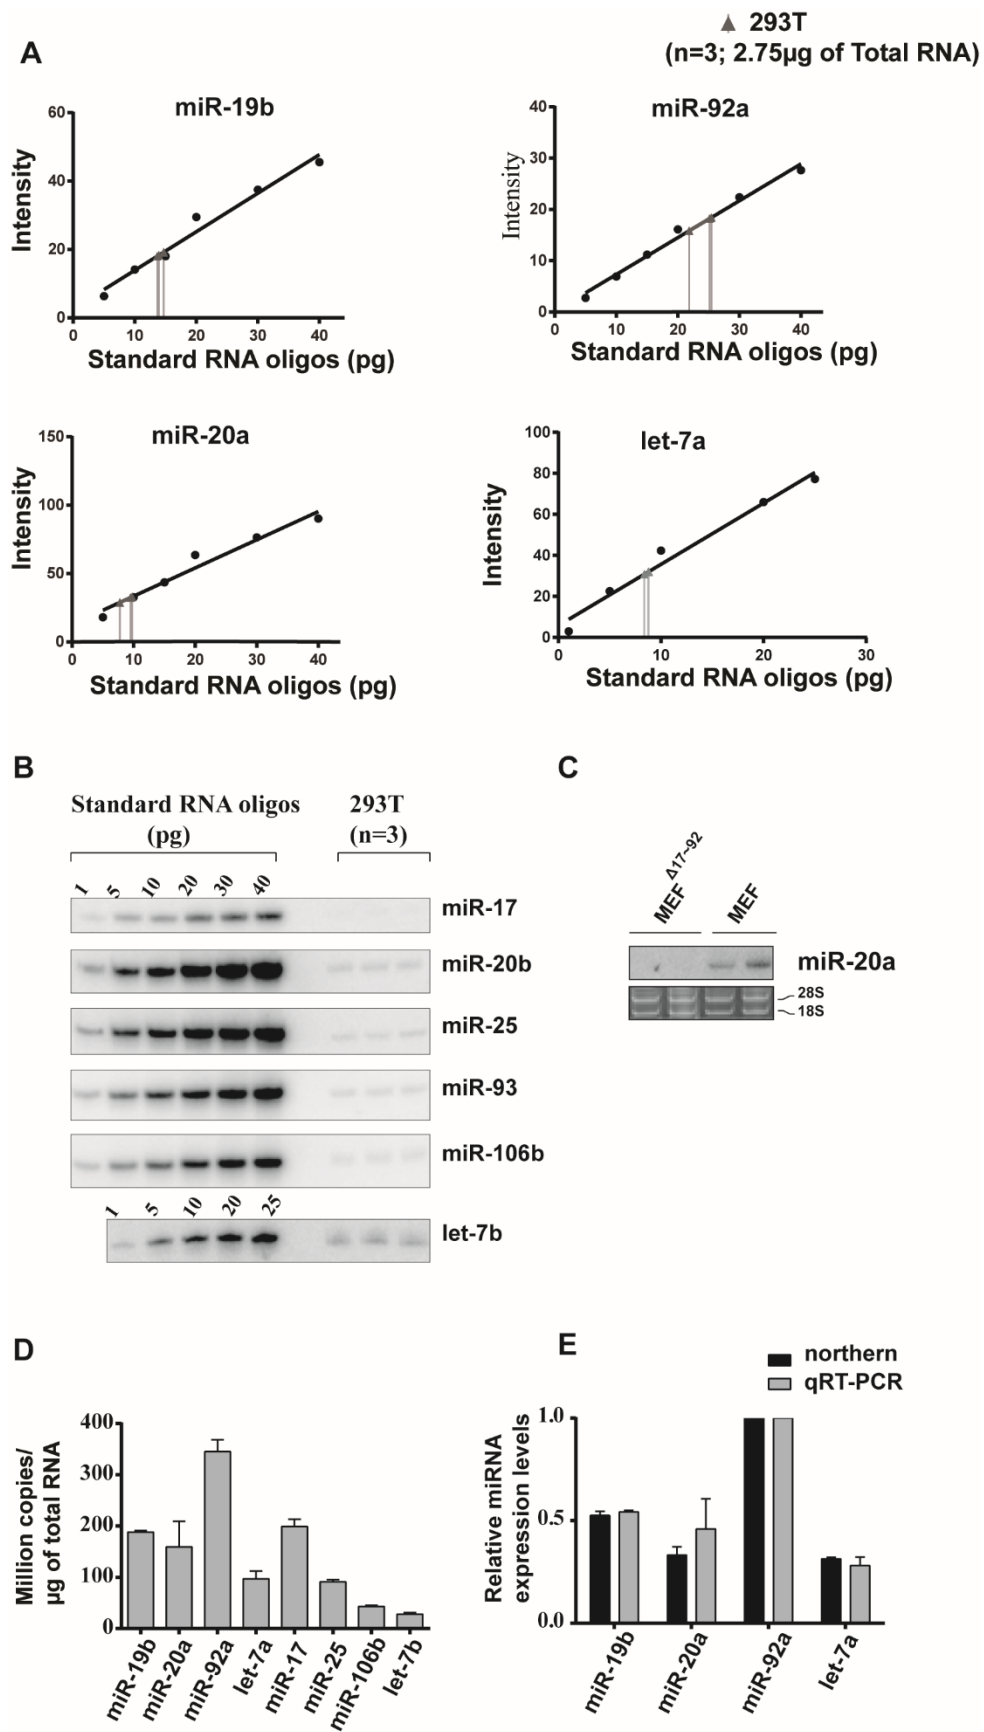 A
293T
(n=3; 2.75µg of Total RNA)
miR-19b
Intensity
60
40
20
0
0 10 20 30 40
Standard RNA oligos (pg)
miR-92a
Intensity
40
30
20
10
0
0 10 20 30 40
Standard RNA oligos (pg)
miR-20a
Intensity
150
100
50
0
0 10 20 30 40
Standard RNA oligos (pg)
let-7a
Intensity
100
80
60
40
20
0
0 10 20 30
Standard RNA oligos (pg)
B
Standard RNA oligos
(pg)
293T
(n=3)
1 5 10 20 30 40
miR-17
miR-20b
miR-25
miR-93
miR-106b
1 5 10 20 25
let-7b
C
MEF Δ17~92
MEF
miR-20a
28S
18S
D
Million copies/
µg of total RNA
400
300
200
100
0
miR-19b
miR-20a
miR-92a
let-7a
miR-17
miR-25
miR-106b
let-7b
E
northern
qRT-PCR
Relative miRNA
expression levels
1.0
0.5
0.0
miR-19b
miR-20a
miR-92a
let-7a